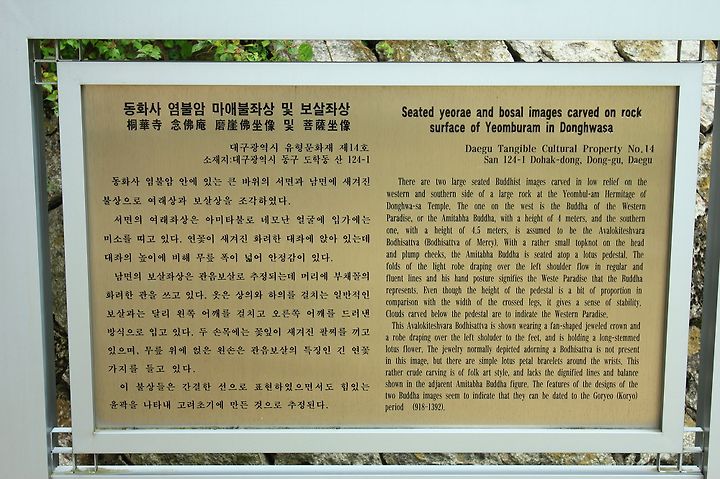 동화사 염불암 마애불좌상 및 보살좌상
桐華寺 念佛庵 磨崖佛坐像 및 菩薩坐像
대구광역시 유형문화재 제14호
소재지:대구광역시 동구 도학동 산 124-1
동화사 염불암 안에 있는 큰 바위의 서면과 남면에 새겨진
불상으로 여래상과 보살상을 조각하였다.
서면의 여래좌상은 아미타불로 네모난 얼굴에 입가에는
미소를 띠고 있다. 연꽃이 새겨진 화려한 대좌에 앉아 있는데
대좌의 높이에 비해 무릎 폭이 넓어 안정감이 있다.
남면의 보살좌상은 관음보살로 추정되는데 머리에 부채꼴의
화려한 관을 쓰고 있다. 옷은 상의와 하의를 걸치는 일반적인
보살과는 달리 왼쪽 어깨를 걸치고 오른쪽 어깨를 드러낸
방식으로 입고 있다. 두 손목에는 꽃잎이 새겨진 팔찌를 끼고
있으며, 무릎 위에 얹은 왼손은 관음보살의 특징인 긴 연꽃
가지를 들고 있다.
이 불상들은 간결한 선으로 표현하였으면서도 힘있는
윤곽을 나타내 고려초기에 만든 것으로 추정된다.
Seated yeorae and bosal images carved on rock
surface of Yeomburam in Donghwasa
Daegu Tangible Cultural Property No.14
San 124-1 Dohak-dong, Dong-gu, Daegu
There are two large seated Buddhist images carved in low relief on the
western and southern side of a large rock at the Yeombul-am Hermitage of
Donghwa-sa Temple. The one on the west is the Buddha of the Western
Paradise, or the Amitabha Buddha, with a height of 4 meters, and the southern
one, with a height of 4.5 meters, is assumed to be the Avalokiteshvara
Bodhisattva (Bodhisattva of Mercy). With a rather small topknot on the head
and plump cheeks, the Amitabha Buddha is seated atop a lotus pedestal. The
folds of the light robe draping over the left shoulder flow in regular and
fluent lines and his hand posture signifies the Weste Paradise that the Buddha
represents. Even though the height of the pedestal is a bit of proportion in
comparison with the width of the crossed legs, it gives a sense of stability.
Clouds carved below the pedestal are to indicate the Western Paradise.
This Avalokiteshvara Bodhisattva is shown wearing a fan-shaped jeweled crown and
a robe draping over the left sholuder to the feet, and is holding a long-stemmed
lotus flower. The jewelry normally depicted adorning a Bodhisattva is not present
in this image, but there are simple lotus petal bracelets around the wrists. This
rather crude carving is of folk art style, and lacks the dignified lines and balance
shown in the adjacent Amitabha Buddha figure. The features of the designs of the
two Buddha images seem to indicate that they can be dated to the Goryeo (Koryo)
period (918-1392).